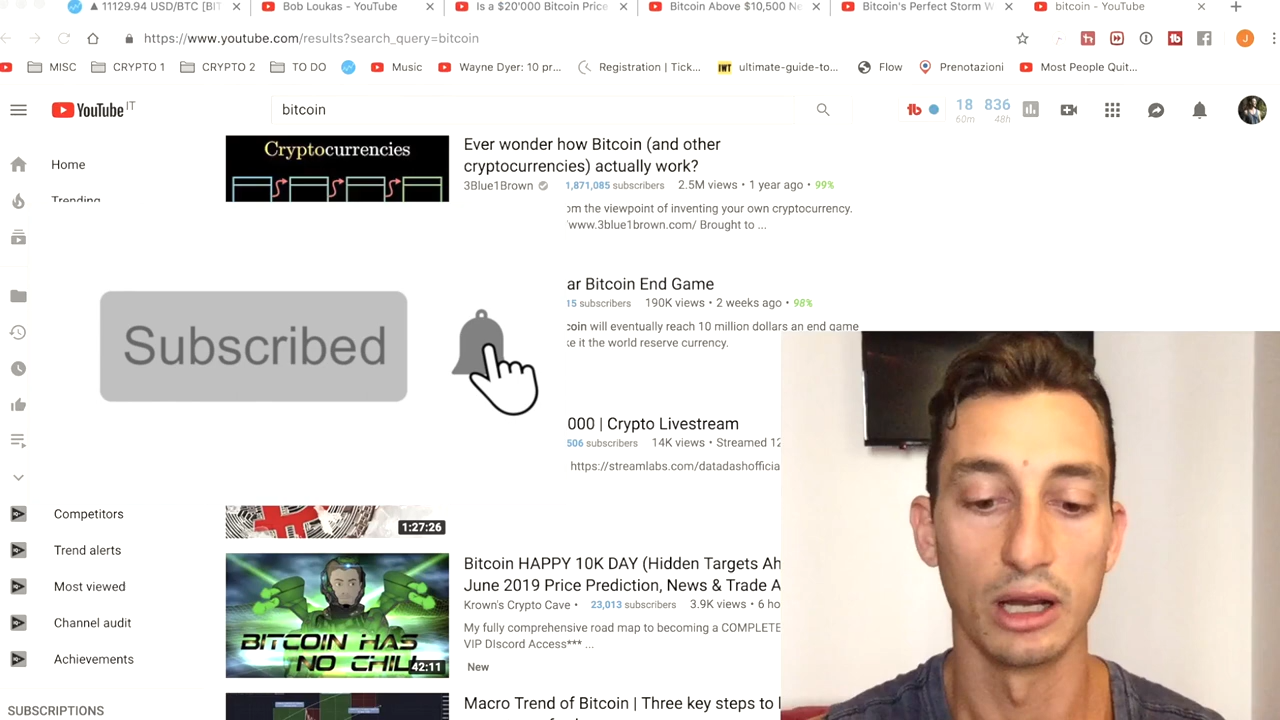 11129.94 USD/BTC [BIT
Bob Loukas - YouTube
Is a $20'000 Bitcoin Price
Bitcoin Above $10,500 Ne
Bitcoin's Perfect Storm W
bitcoin - YouTube
https://www.youtube.com/results?search_query=bitcoin
MISC
CRYPTO 1
CRYPTO 2
TO DO
Music
Wayne Dyer: 10 pr...
Registration | Tick...
IWT
ultimate-guide-to...
Flow
Prenotazioni
Most People Quit...
YouTube IT
bitcoin
18 836
60m 48h
Home
Trending
Competitors
Trend alerts
Most viewed
Channel audit
Achievements
SUBSCRIPTIONS
Subscribed
Cryptocurrencies
Ever wonder how Bitcoin (and other
cryptocurrencies) actually work?
3Blue1Brown 1,871,085 subscribers 2.5M views • 1 year ago • 99%
om the viewpoint of inventing your own cryptocurrency.
www.3blue1brown.com/ Brought to ...
ar Bitcoin End Game
15 subscribers 190K views • 2 weeks ago • 98%
coin will eventually reach 10 million dollars an end game
ke it the world reserve currency.
000 | Crypto Livestream
506 subscribers 14K views • Streamed 12
https://streamlabs.com/datadashofficia
1:27:26
BITCOIN HAS
NO CHILL
42:11
Bitcoin HAPPY 10K DAY (Hidden Targets Ah
June 2019 Price Prediction, News & Trade A
Krown's Crypto Cave • 23,013 subscribers 3.9K views • 6 ho
My fully comprehensive road map to becoming a COMPLETE
VIP Discord Access*** ...
New
Macro Trend of Bitcoin | Three key steps to